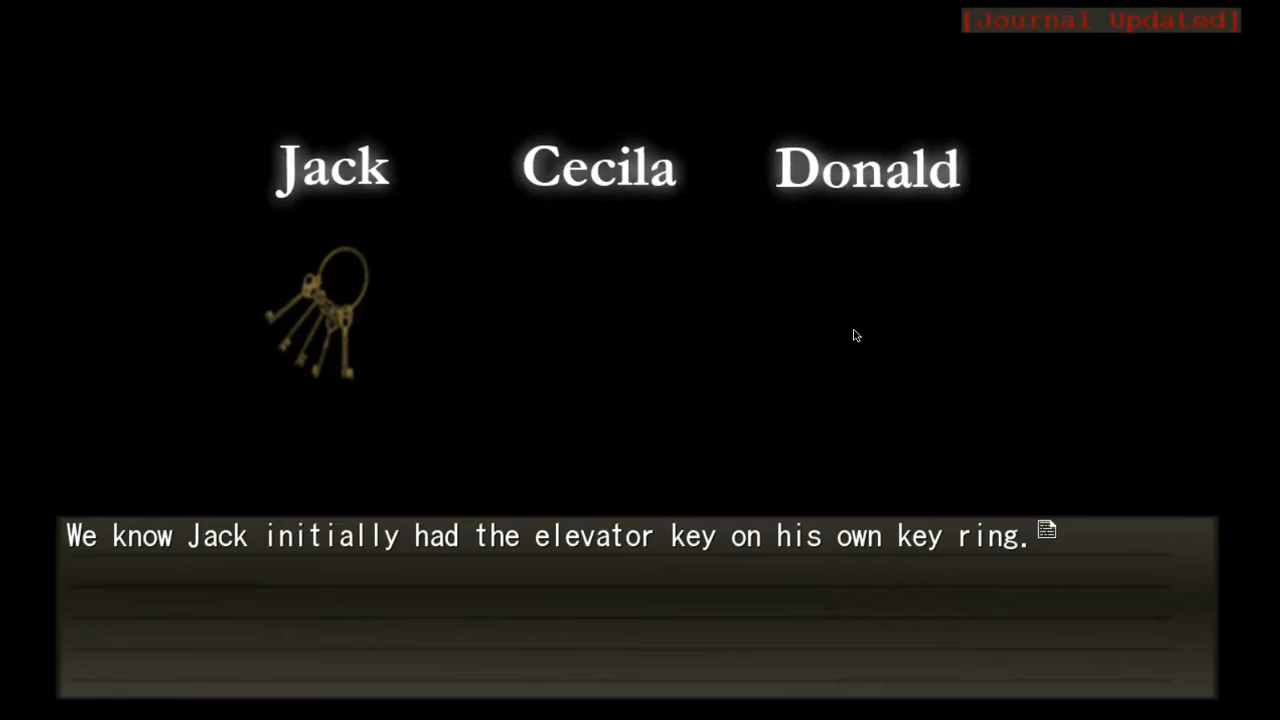 [Journal Updated]
Jack Cecila Donald
We know Jack initially had the elevator key on his own key ring.